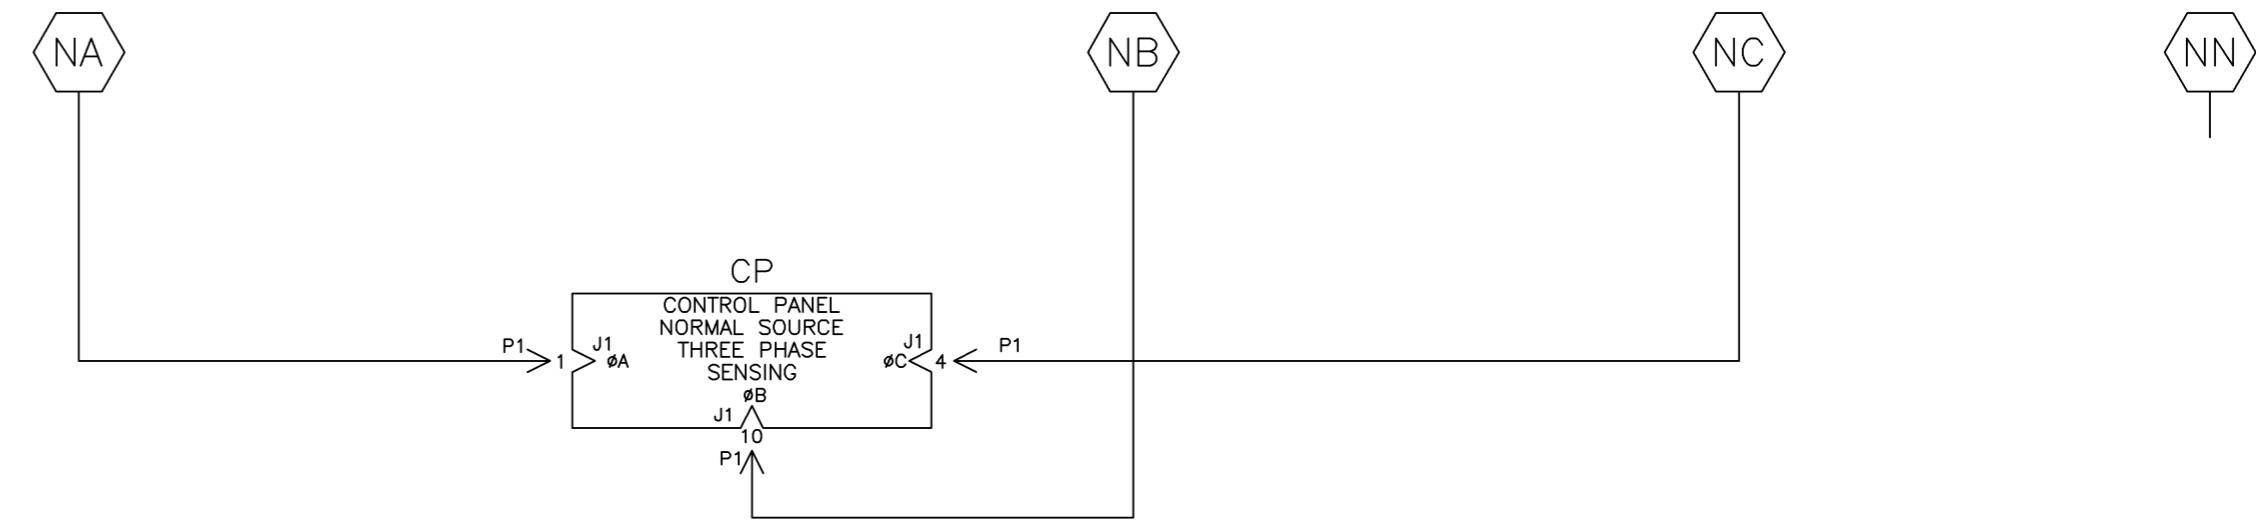 NA
NB
NC
NN
CP
CONTROL PANEL
NORMAL SOURCE
THREE PHASE
SENSING
P1
1
J1
øA
øC
J1
4
P1
øB
J1
10
P1